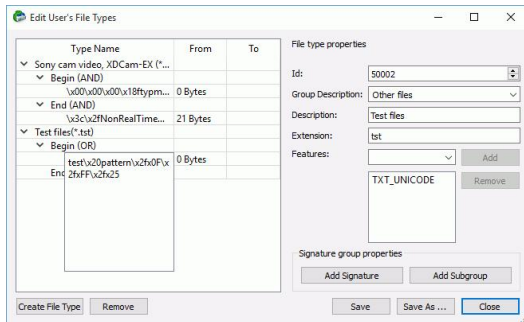 Edit User's File Types
Type Name From To
Sony cam video, XDCam-EX (*...
Begin (AND)
\x00\x00\x00\x18ftypm... 0 Bytes
End (AND)
\x3c\x2fNonRealTime... 21 Bytes
Test files(*.tst)
Begin (OR)
test\x20pattern\x2fx0F\x
2fxFF\x2fx25
0 Bytes
File type properties
Id: 50002
Group Description: Other files
Description: Test files
Extension: tst
Features: Add
TXT_UNICODE Remove
Signature group properties
Add Signature Add Subgroup
Create File Type Remove Save Save As ... Close